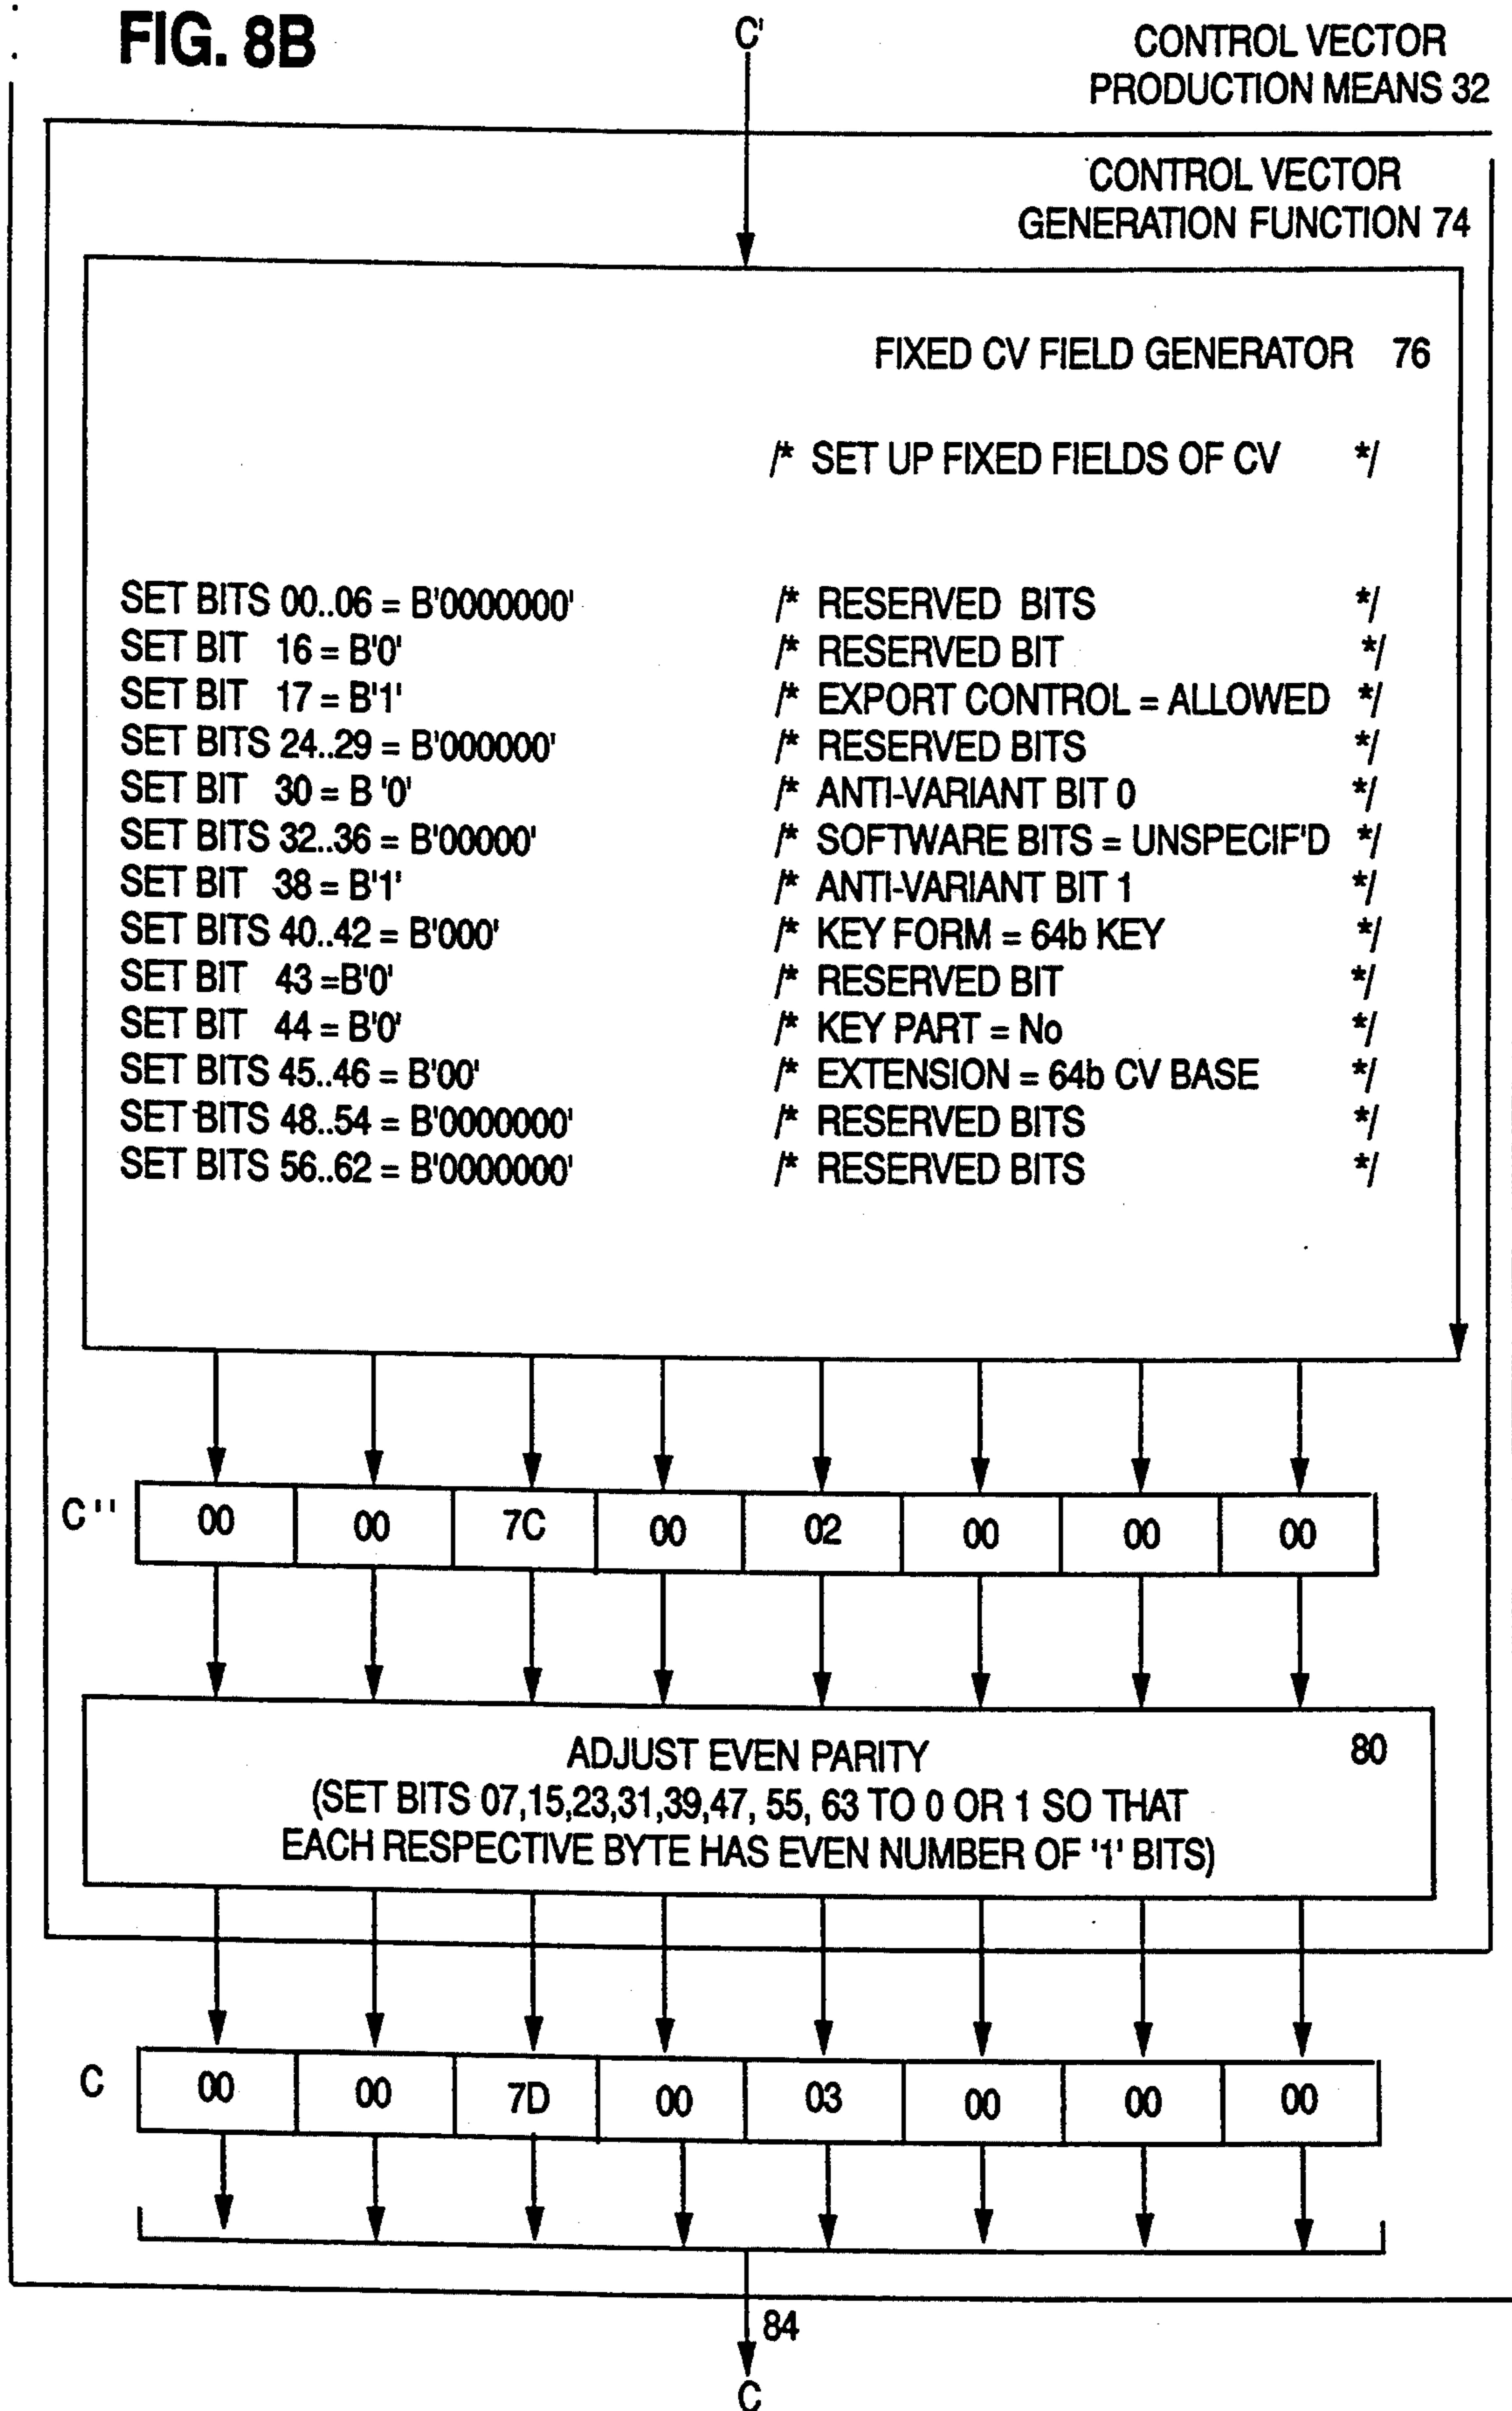 FIG. 8B
C'
CONTROL VECTOR
PRODUCTION MEANS 32
CONTROL VECTOR
GENERATION FUNCTION 74
FIXED CV FIELD GENERATOR 76
/* SET UP FIXED FIELDS OF CV */
SET BITS 00..06 = B'0000000' /* RESERVED BITS */
SET BIT 16 = B'0' /* RESERVED BIT */
SET BIT 17 = B'1' /* EXPORT CONTROL = ALLOWED */
SET BITS 24..29 = B'000000' /* RESERVED BITS */
SET BIT 30 = B '0' /* ANTI-VARIANT BIT 0 */
SET BITS 32..36 = B'00000' /* SOFTWARE BITS = UNSPECIF'D */
SET BIT 38 = B'1' /* ANTI-VARIANT BIT 1 */
SET BITS 40..42 = B'000' /* KEY FORM = 64b KEY */
SET BIT 43 =B'0' /* RESERVED BIT */
SET BIT 44 = B'0' /* KEY PART = No */
SET BITS 45..46 = B'00' /* EXTENSION = 64b CV BASE */
SET BITS 48..54 = B'0000000' /* RESERVED BITS */
SET BITS 56..62 = B'0000000' /* RESERVED BITS */
C'' 00 00 7C 00 02 00 00 00
ADJUST EVEN PARITY 80
(SET BITS 07,15,23,31,39,47, 55, 63 TO 0 OR 1 SO THAT
EACH RESPECTIVE BYTE HAS EVEN NUMBER OF '1' BITS)
C 00 00 7D 00 03 00 00 00
84
C